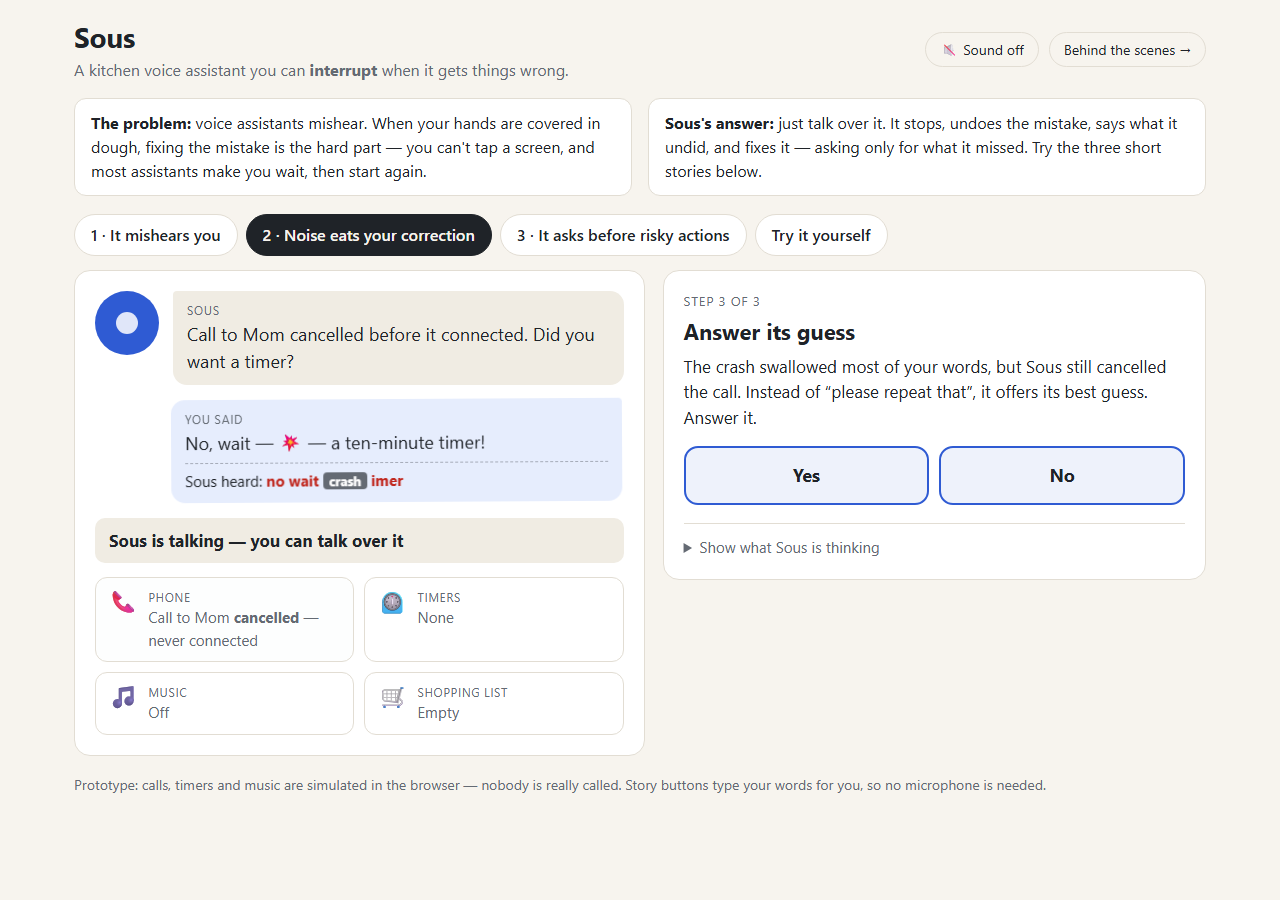 Sous
A kitchen voice assistant you can interrupt when it gets things wrong.
Sound off
Behind the scenes →
The problem: voice assistants mishear. When your hands are covered in
dough, fixing the mistake is the hard part — you can't tap a screen, and
most assistants make you wait, then start again.
Sous's answer: just talk over it. It stops, undoes the mistake, says what it
undid, and fixes it — asking only for what it missed. Try the three short
stories below.
1 · It mishears you
2 · Noise eats your correction
3 · It asks before risky actions
Try it yourself
SOUS
Call to Mom cancelled before it connected. Did you
want a timer?
YOU SAID
No, wait — 💥 — a ten-minute timer!
Sous heard: no wait crash imer
Sous is talking — you can talk over it
PHONE
Call to Mom cancelled —
never connected
TIMERS
None
MUSIC
Off
SHOPPING LIST
Empty
STEP 3 OF 3
Answer its guess
The crash swallowed most of your words, but Sous still cancelled
the call. Instead of “please repeat that”, it offers its best guess.
Answer it.
Yes
No
▶ Show what Sous is thinking
Prototype: calls, timers and music are simulated in the browser — nobody is really called. Story buttons type your words for you, so no microphone is needed.